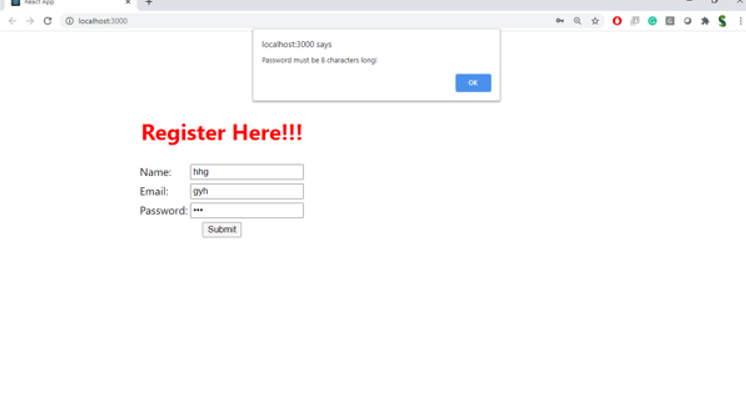 React App
localhost:3000
localhost:3000 says
Password must be 8 characters long!
OK
Register Here!!!
Name: hhg
Email: gyh
Password: •••
Submit